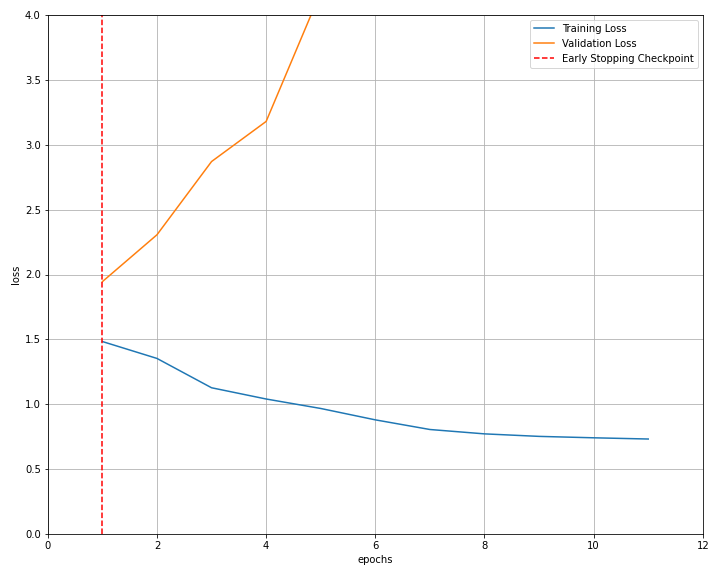 4.0
3.5
3.0
2.5
2.0
1.5
1.0
0.5
0.0
loss
0 2 4 6 8 10 12
epochs
Training Loss
Validation Loss
Early Stopping Checkpoint